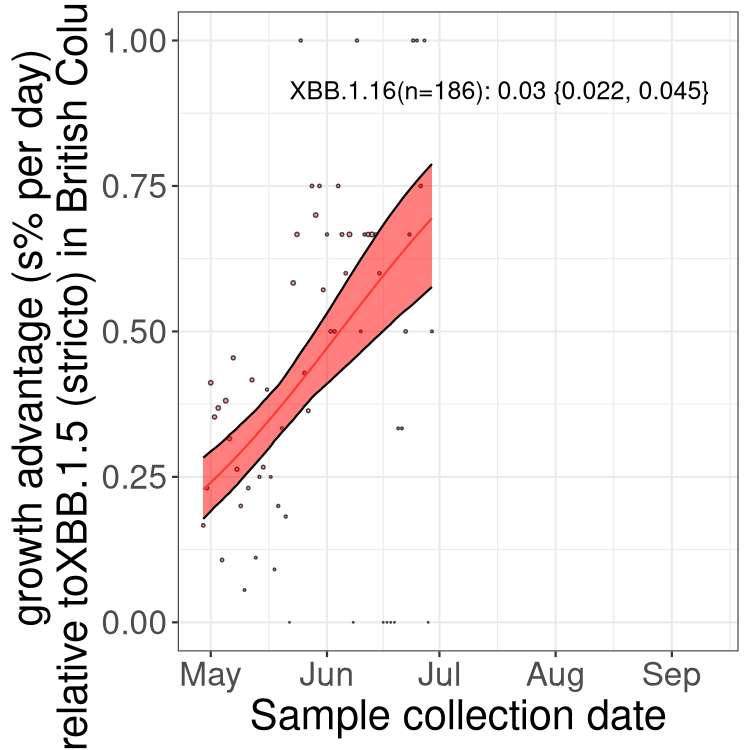 growth advantage (s% per day)
relative toXBB.1.5 (stricto) in British Colu
1.00
0.75
0.50
0.25
0.00
XBB.1.16(n=186): 0.03 {0.022, 0.045}
May Jun Jul Aug Sep
Sample collection date